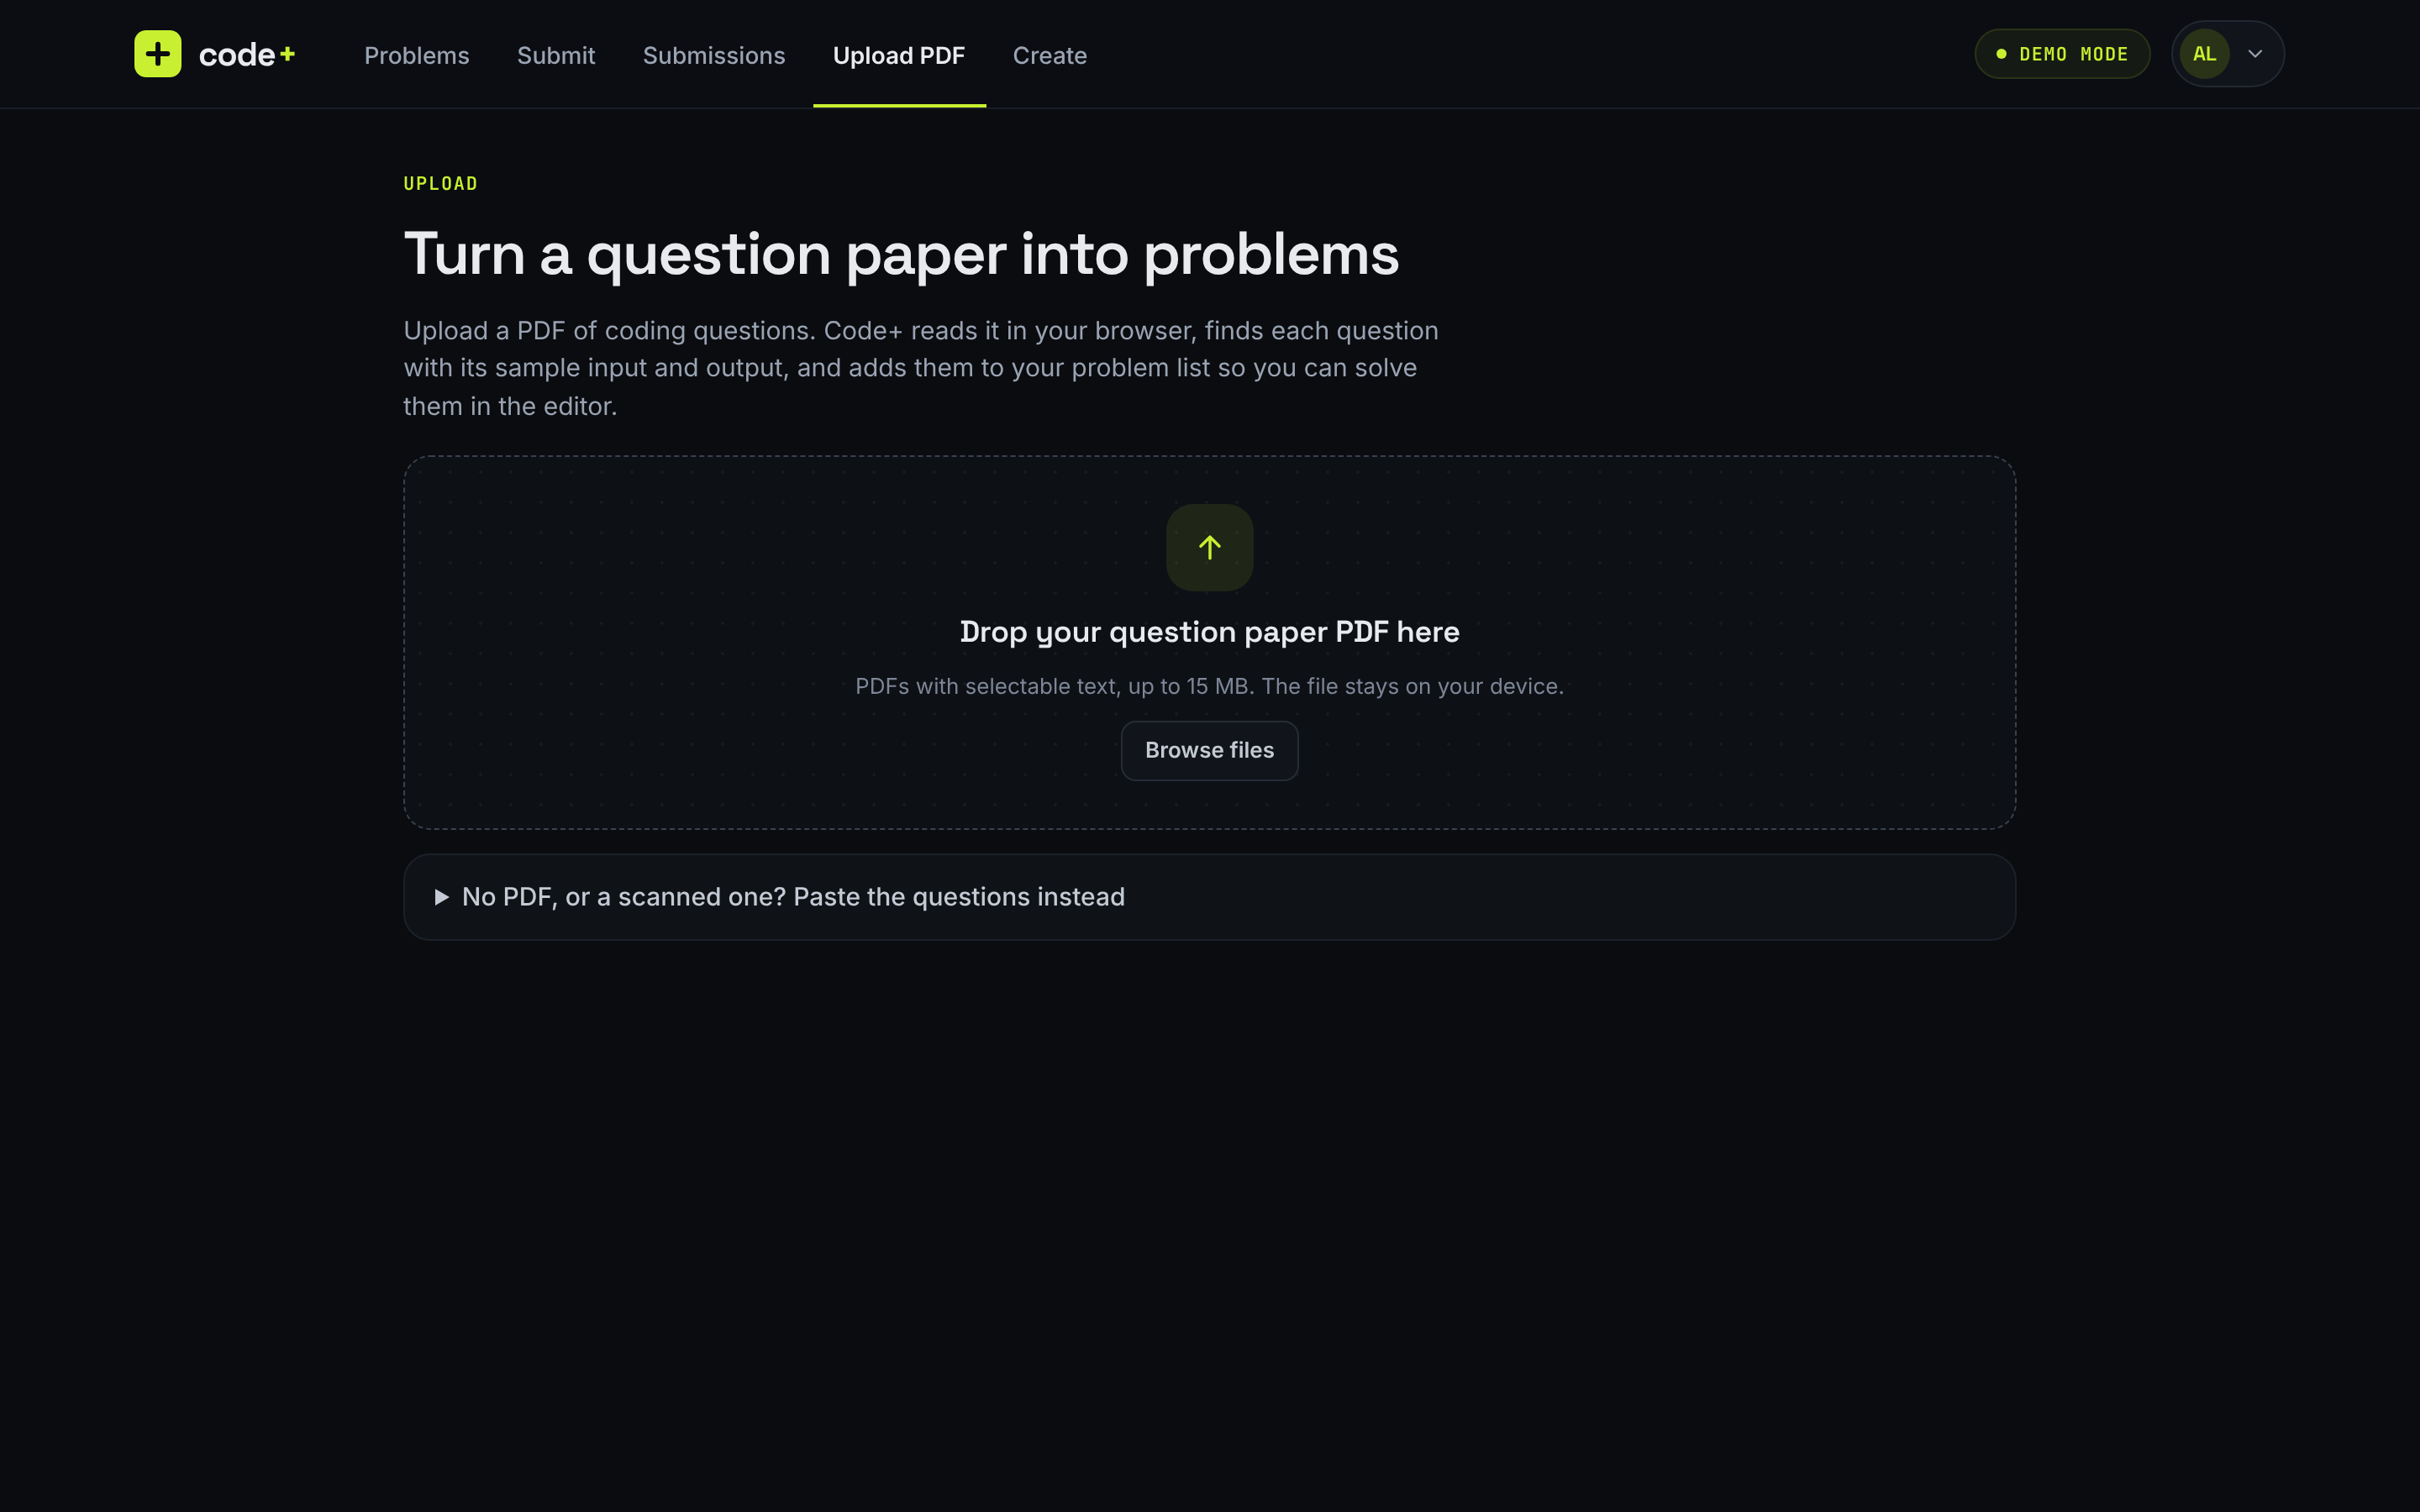 code+
Problems
Submit
Submissions
Upload PDF
Create
DEMO MODE
AL
UPLOAD
Turn a question paper into problems
Upload a PDF of coding questions. Code+ reads it in your browser, finds each question
with its sample input and output, and adds them to your problem list so you can solve
them in the editor.
Drop your question paper PDF here
PDFs with selectable text, up to 15 MB. The file stays on your device.
Browse files
No PDF, or a scanned one? Paste the questions instead